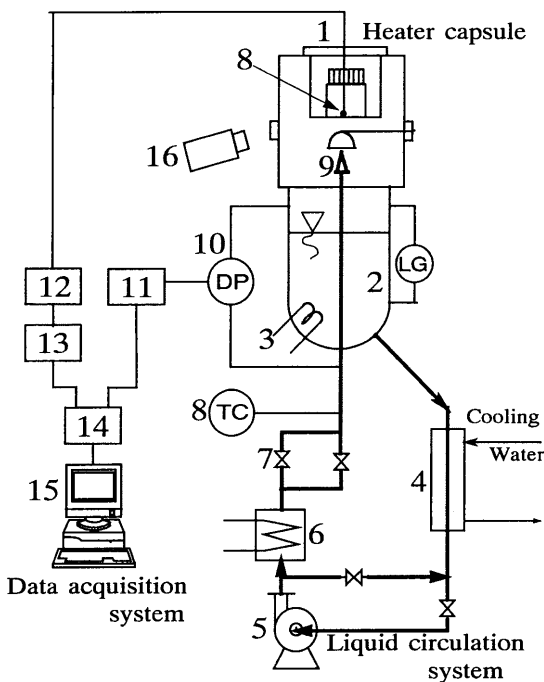 1
Heater capsule
8
16
9
10
DP
12
11
2
LG
3
13
8
TC
Cooling
Water
14
7
4
15
6
Data acquisition
system
5
Liquid circulation
system